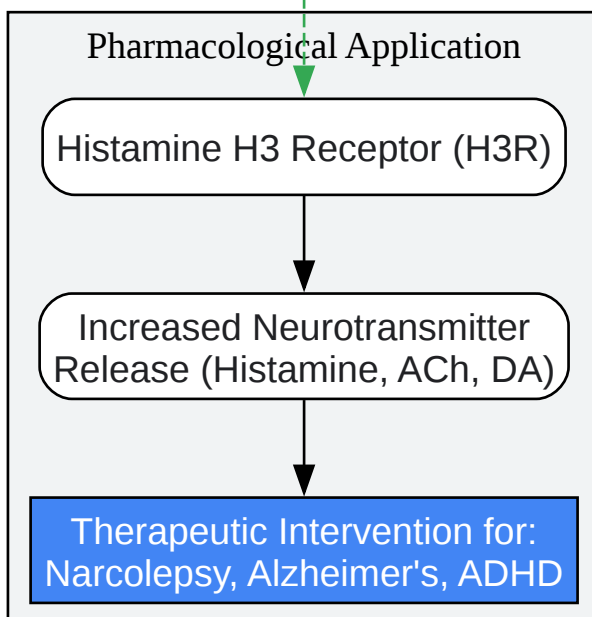 Pharmacological Application
Histamine H3 Receptor (H3R)
Increased Neurotransmitter
Release (Histamine, ACh, DA)
Therapeutic Intervention for:
Narcolepsy, Alzheimer's, ADHD